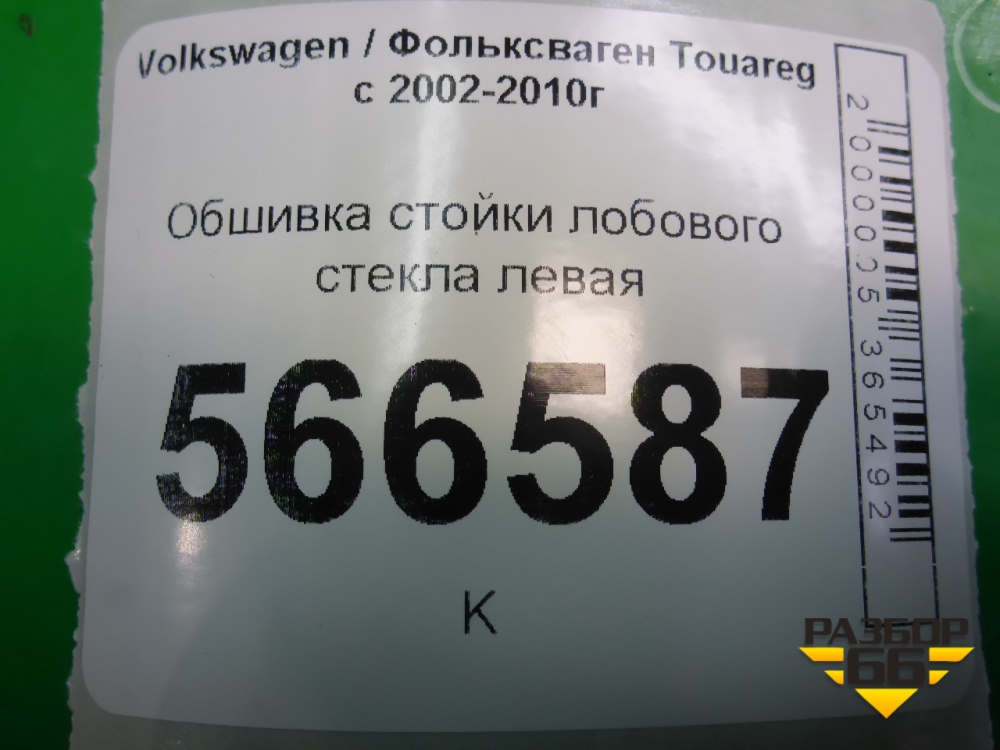 Volkswagen / Фольксваген Touareg
с 2002-2010г
Обшивка стойки лобового
стекла левая
566587
К
2000005365492
РАЗБОР
66